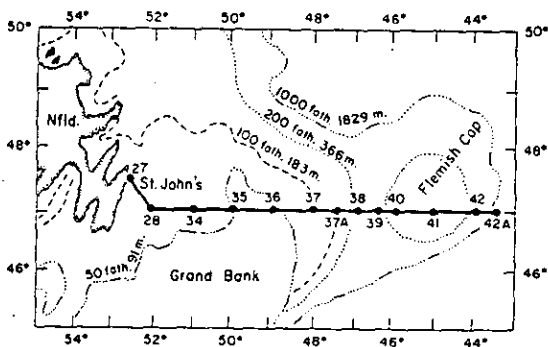 54° 52° 50° 48° 46° 44°
50° 50°
1000 fath. 1829 m.
200 fath. 366 m.
100 fath. 183 m.
Nfld.
Flemish Cap
48° 48°
27
St. John's
35 36 37 38 40 42
28 34 37A 39 41 42A
50 fath. 91 m.
Grand Bank
46° 46°
54° 52° 50° 48° 46° 44°